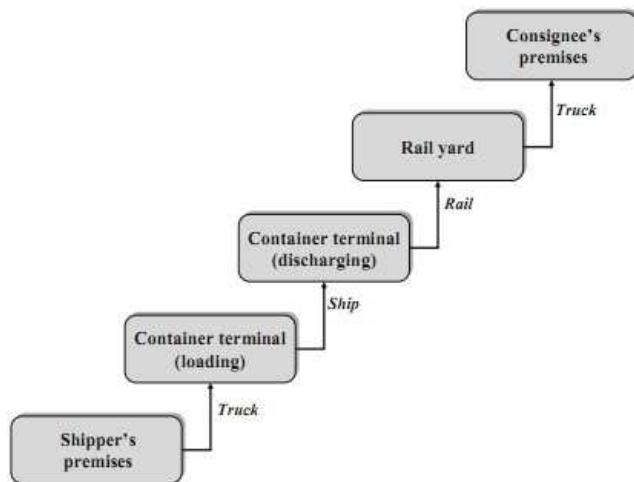 Consignee's
premises
Truck
Rail yard
Rail
Container terminal
(discharging)
Ship
Container terminal
(loading)
Truck
Shipper's
premises